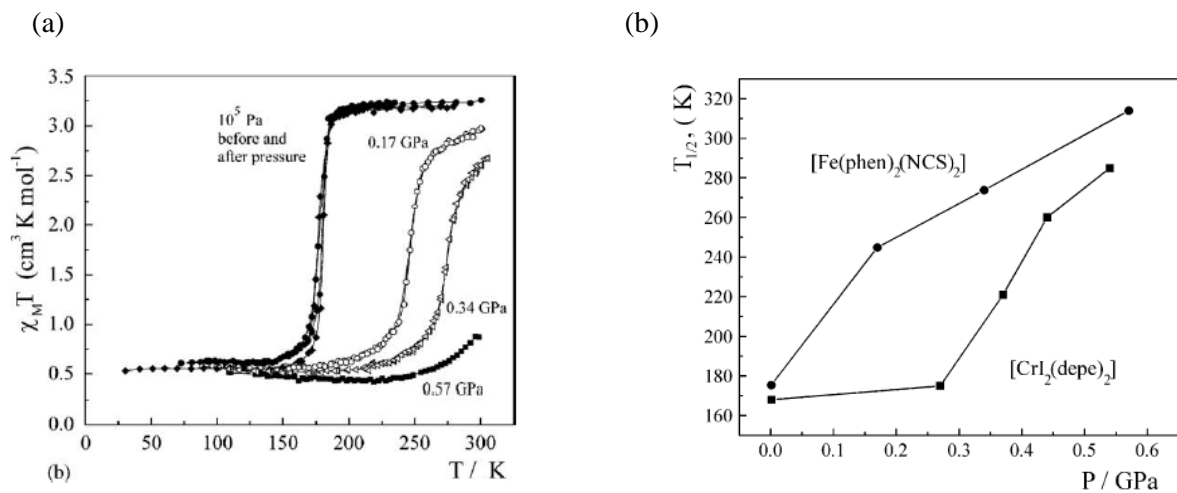 (a)
(b)
3.5
3.0
2.5
2.0
1.5
1.0
0.5
0.0
χ_M T (cm³ K mol⁻¹)
10⁵ Pa
before and
after pressure
0.17 GPa
0.34 GPa
0.57 GPa
0 50 100 150 200 250 300
(b)
T / K
320
300
280
260
240
220
200
180
160
T₁/₂, ( K)
[Fe(phen)₂(NCS)₂]
[CrI₂(depe)₂]
0.0 0.1 0.2 0.3 0.4 0.5 0.6
P / GPa